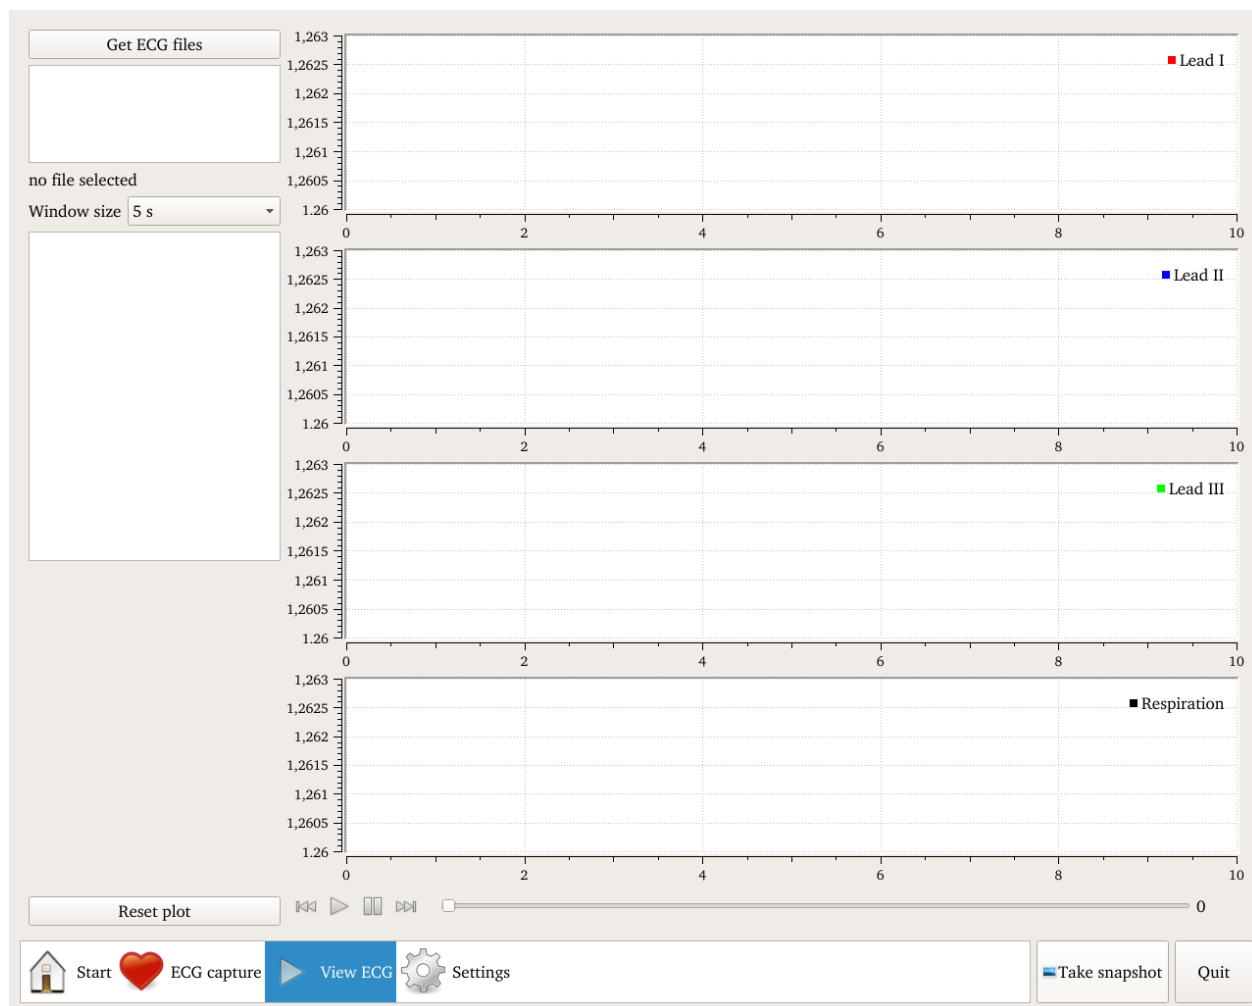 Get ECG files
no file selected
Window size 5 s
1,263
1,2625
1,262
1,2615
1,261
1,2605
1.26
Lead I
0 2 4 6 8 10
1,263
1,2625
1,262
1,2615
1,261
1,2605
1.26
Lead II
0 2 4 6 8 10
1,263
1,2625
1,262
1,2615
1,261
1,2605
1.26
Lead III
0 2 4 6 8 10
1,263
1,2625
1,262
1,2615
1,261
1,2605
1.26
Respiration
0 2 4 6 8 10
Reset plot 0
Start ECG capture View ECG Settings Take snapshot Quit